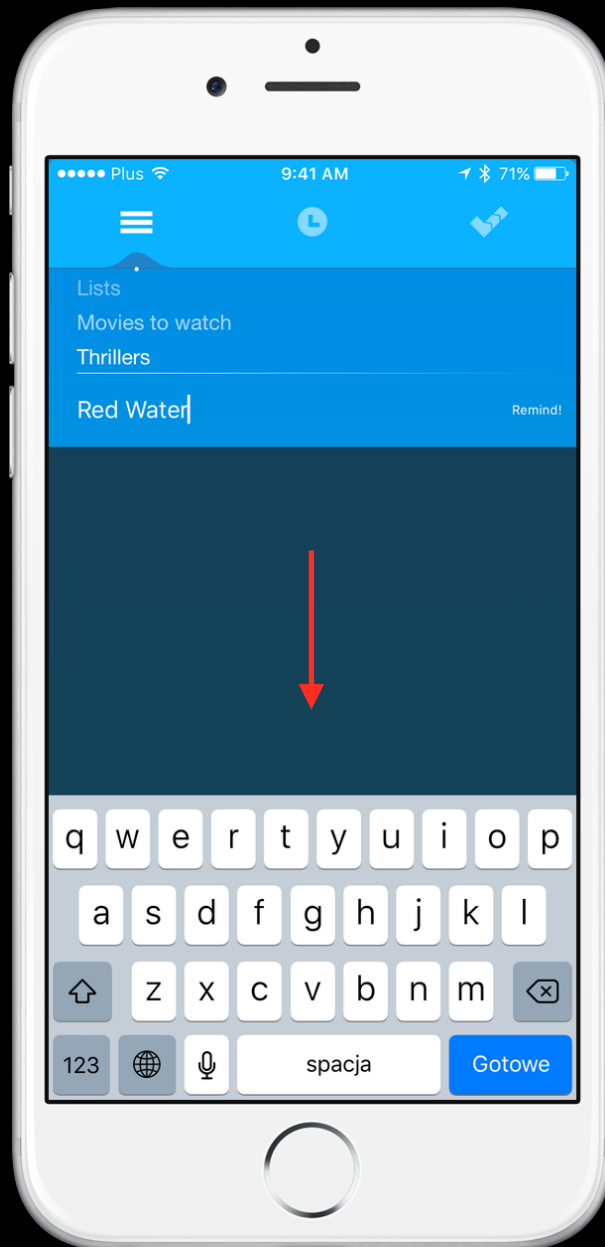 Plus 9:41 AM 71%
Lists
Movies to watch
Thrillers
Red Water Remind!
q w e r t y u i o p
a s d f g h j k l
z x c v b n m
123 spacja Gotowe